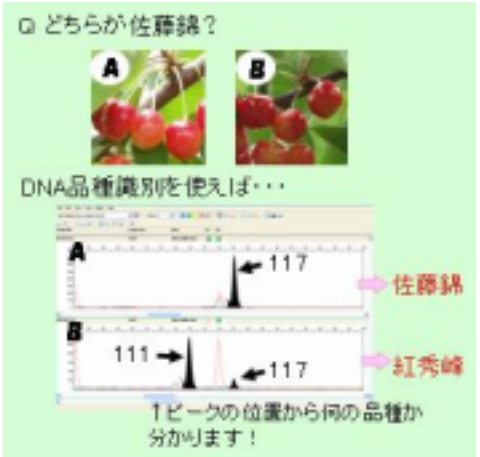 Q どちらが佐藤錦？
A
B
DNA品種識別を使えば・・・
A
117
佐藤錦
B
111
117
紅秀峰
↑ピークの位置から何の品種か
分かります！